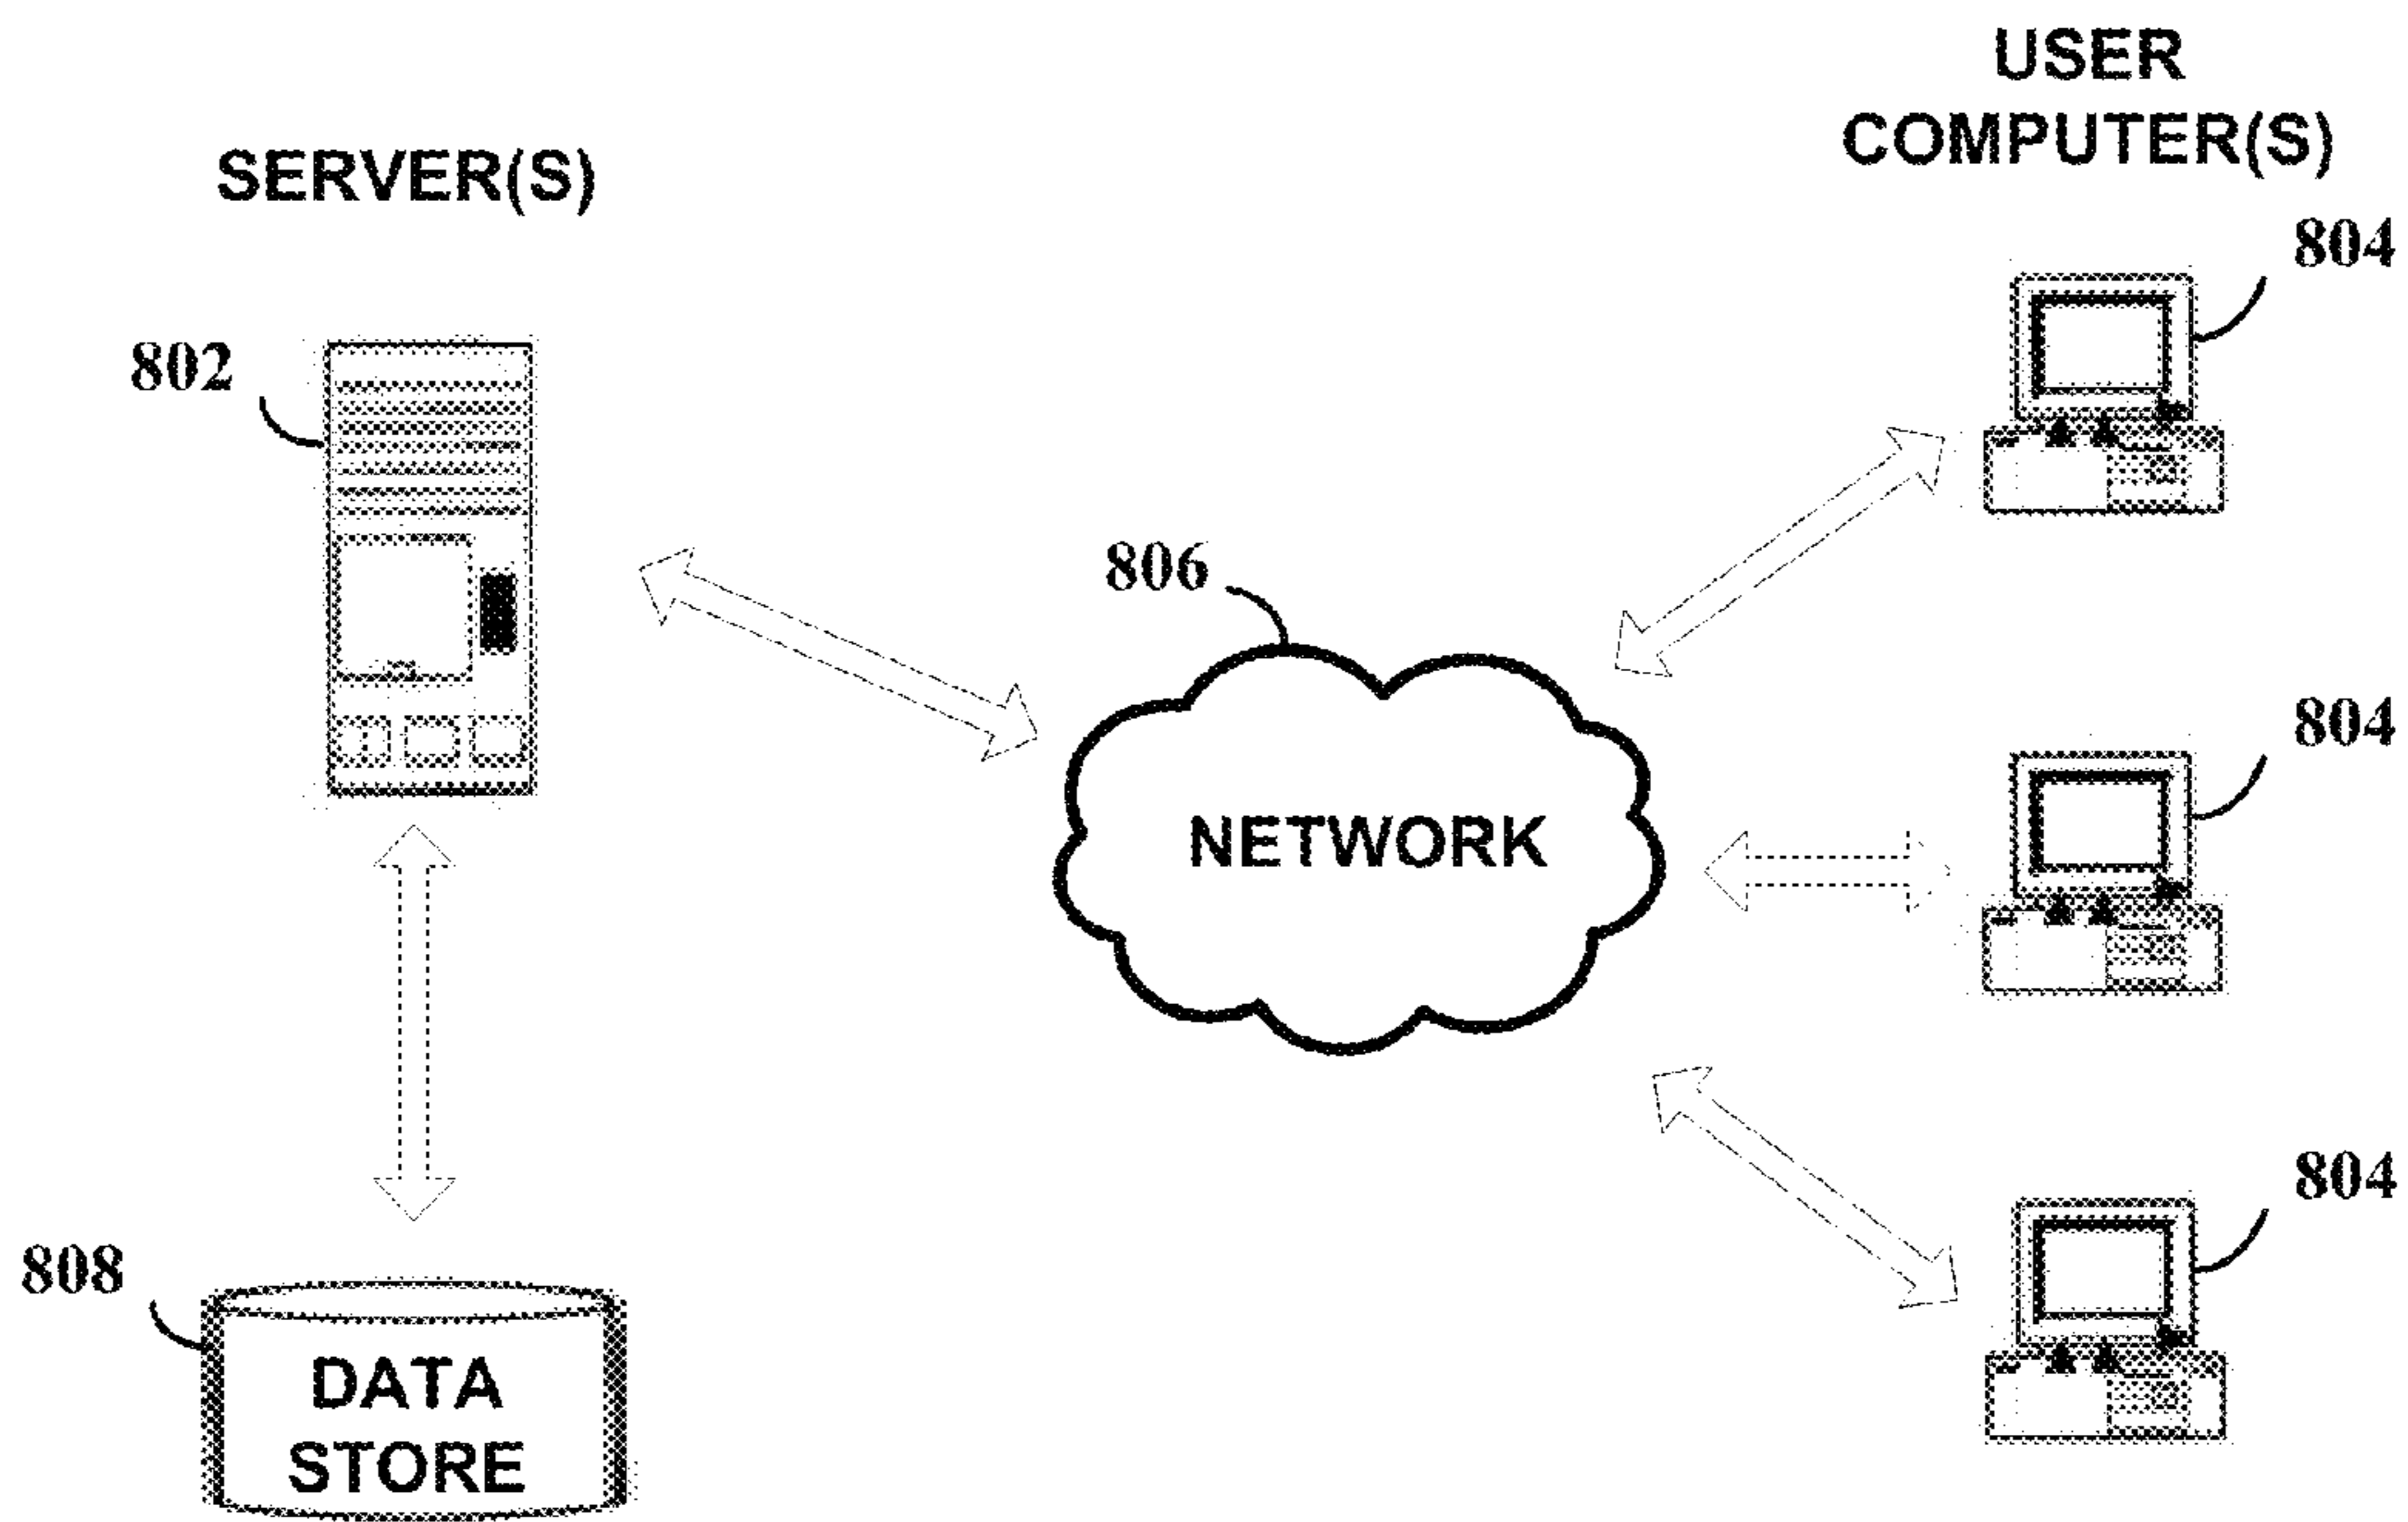 USER
COMPUTER(S)
SERVER(S)
804
802
806
804
NETWORK
804
808
DATA
STORE